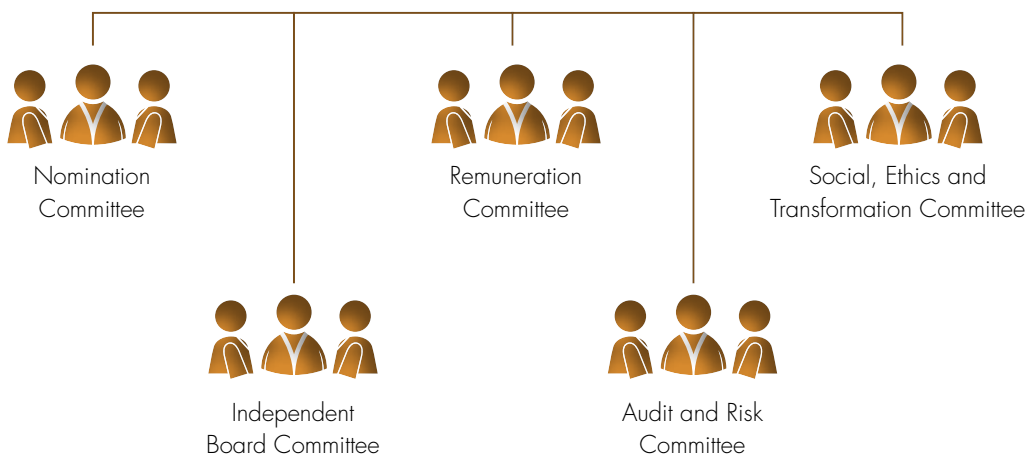 Nomination
Committee
Remuneration
Committee
Social, Ethics and
Transformation Committee
Independent
Board Committee
Audit and Risk
Committee